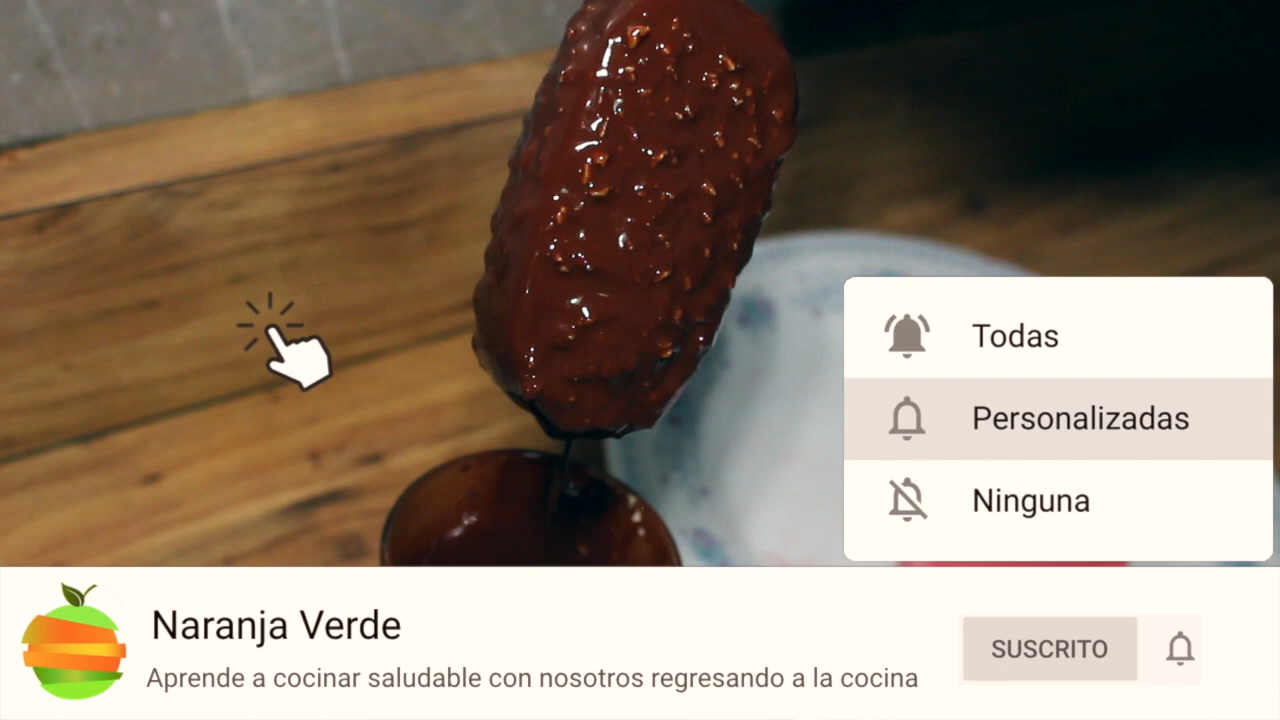 Todas
Personalizadas
Ninguna
Naranja Verde
Aprende a cocinar saludable con nosotros regresando a la cocina
SUSCRITO